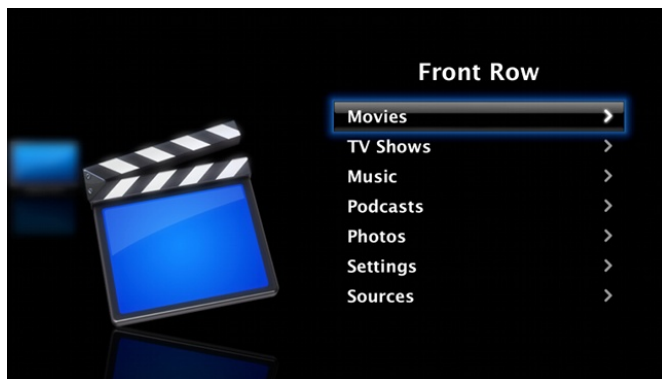 Front Row
Movies
TV Shows
Music
Podcasts
Photos
Settings
Sources